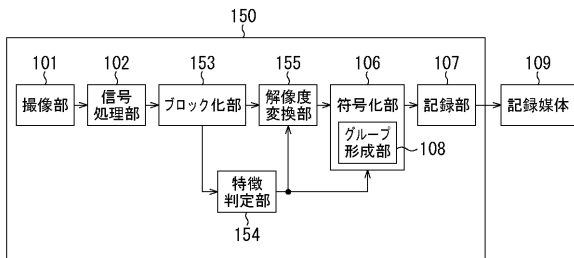 150
101
102
153
155
106
107
109
撮像部
信号
処理部
ブロック化部
解像度
変換部
符号化部
記録部
記録媒体
グループ
形成部
108
特徴
判定部
154